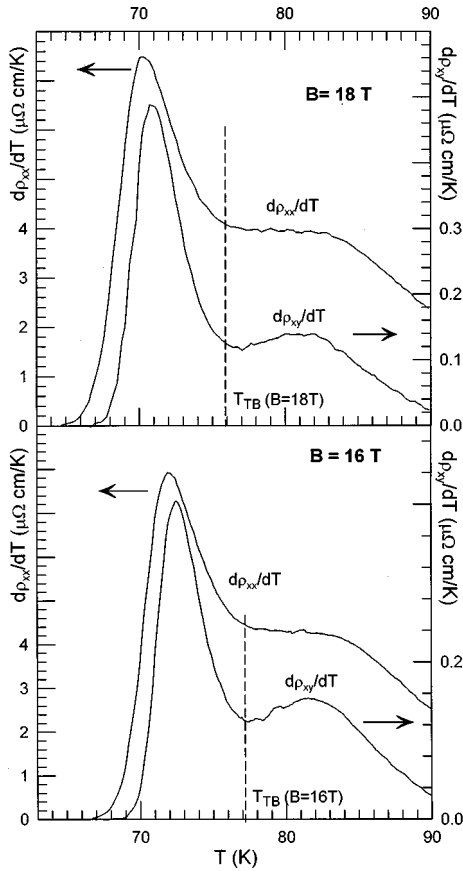 70 80 90
B= 18 T
dρxx/dT (μΩ cm/K)
dρxy/dT (μΩ cm/K)
4
3
2
1
0
0.3
0.2
0.1
0.0
dρxx/dT
dρxy/dT
TTB (B=18T)
B = 16 T
dρxx/dT (μΩ cm/K)
dρxy/dT (μΩ cm/K)
4
3
2
1
0
0.2
0.0
dρxx/dT
dρxy/dT
TTB (B=16T)
70 80 90
T (K)